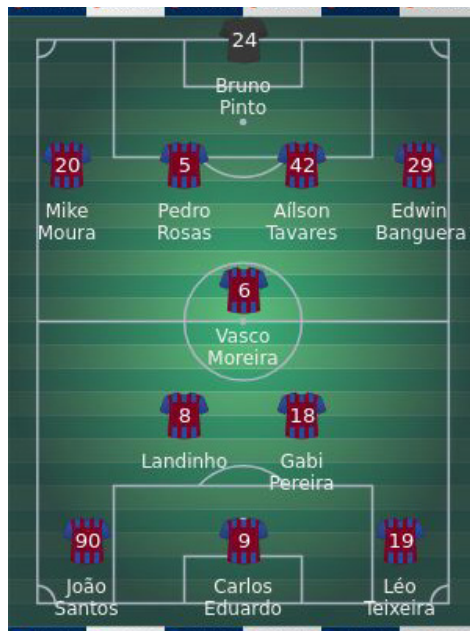 24
Bruno
Pinto
20 5 42 29
Mike Pedro Aílson Edwin
Moura Rosas Tavares Banguera
6
Vasco
Moreira
8 18
Landinho Gabi
Pereira
90 9 19
João Carlos Léo
Santos Eduardo Teixeira